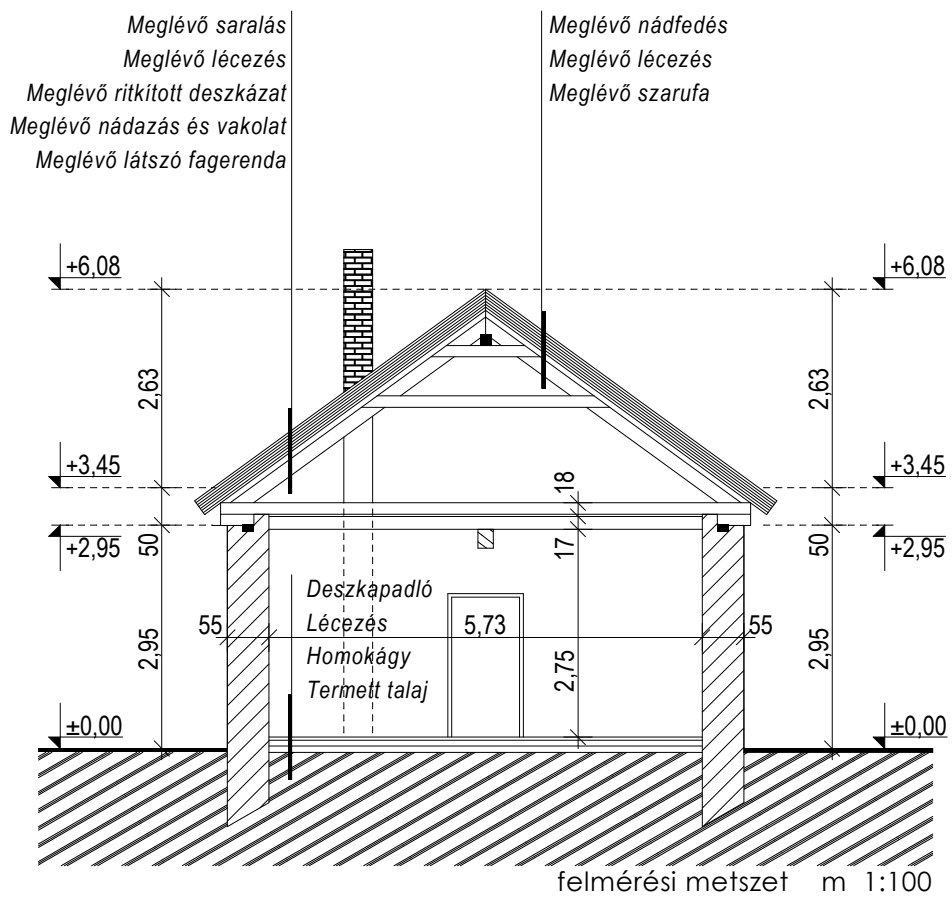 Meglévő saralás
Meglévő lécezés
Meglévő ritkított deszkázat
Meglévő nádazás és vakolat
Meglévő látszó fagerenda
Meglévő nádfedés
Meglévő lécezés
Meglévő szarufa
+6,08
+6,08
2,63
2,63
+3,45
+3,45
18
50
17
50
+2,95
+2,95
Deszkapadló
Lécezés
Homokágy
Termett talaj
55
5,73
55
2,95
2,75
2,95
±0,00
±0,00
felmérési metszet m 1:100